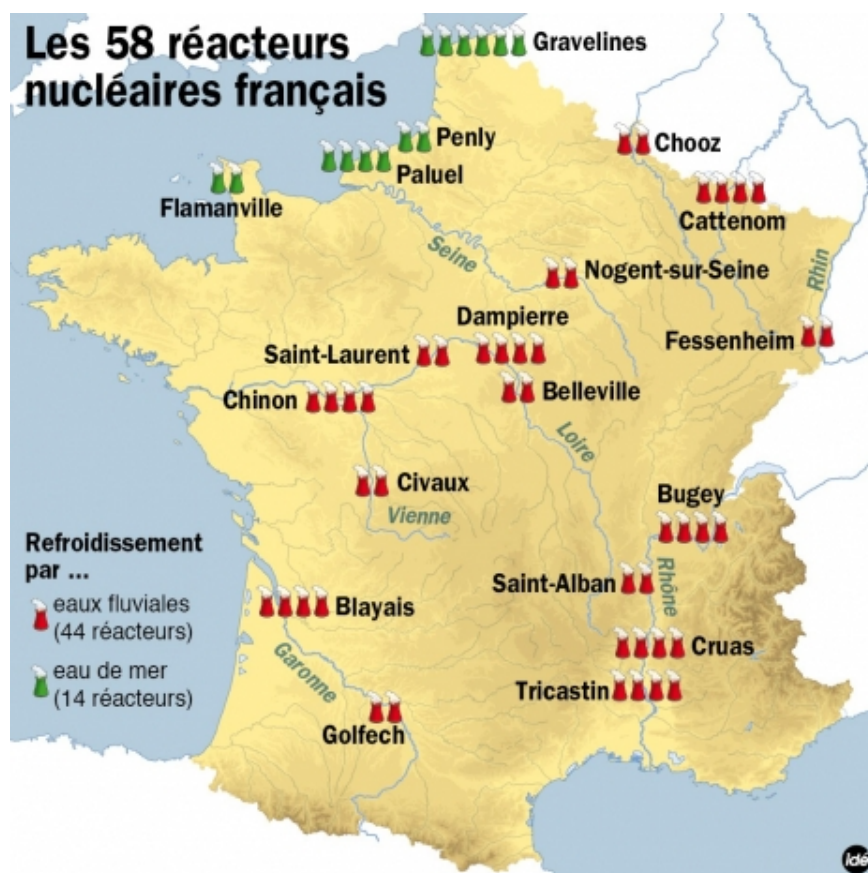 Les 58 réacteurs
nucléaires français
Gravelines
Penly
Paluel
Flamanville
Chooz
Cattenom
Seine
Nogent-sur-Seine
Rhin
Dampierre
Fessenheim
Saint-Laurent
Belleville
Chinon
Loire
Civaux
Vienne
Bugey
Refroidissement
par ...
eaux fluviales
(44 réacteurs)
eau de mer
(14 réacteurs)
Saint-Alban
Rhône
Blayais
Cruas
Garonne
Tricastin
Golfech
idé